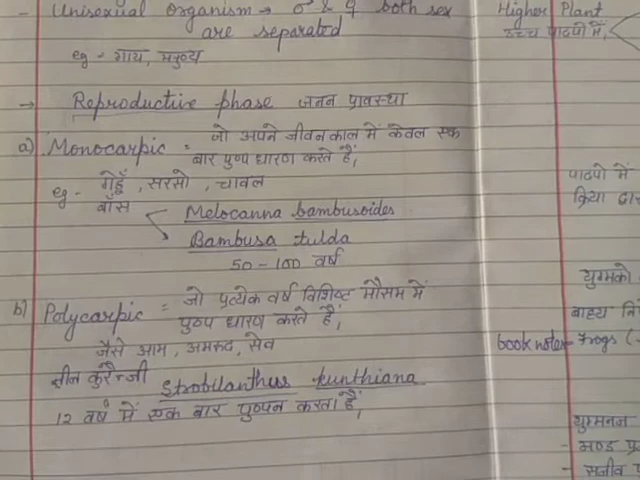 - Unisexual Organism → ♂ & ♀ both sex
are separated
eg - गाय, मनुष्य
→ Reproductive phase जनन प्रावस्था
a) Monocarpic = जो अपने जीवन काल में केवल एक
बार पुष्प धारण करते हैं,
eg - गेहूँ, सरसो, चावल
बाँस
Melocanna bambusoides
Bambusa tulda
50 - 100 वर्ष
b) Polycarpic = जो प्रत्येक वर्ष विशिष्ट मौसम में
पुष्प धारण करते हैं,
जैसे आम, अमरूद, सेव
नील कुरेन्जी Strobilanthus kunthiana
12 वर्ष में एक बार पुष्पन करता है,
Higher Plant
उच्च पादपो में,
पादपो में
क्रिया
युग्मको
बाह्य
book notes - Frogs (-
युग्मनज
- मण्ड
- सजीव